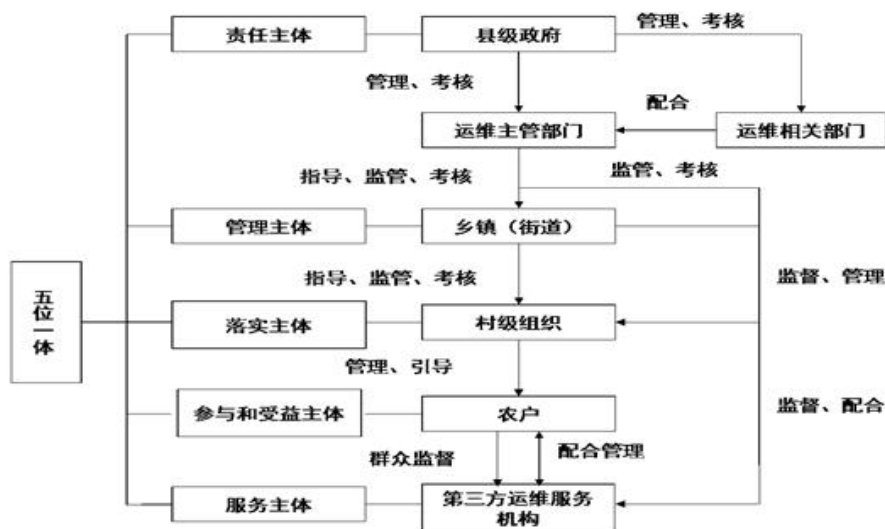 责任主体
县级政府
管理、考核
管理、考核
配合
运维主管部门
运维相关部门
指导、监管、考核
监管、考核
管理主体
乡镇（街道）
五位一体
指导、监管、考核
监督、管理
落实主体
村级组织
管理、引导
参与和受益主体
农户
监督、配合
群众监督
配合管理
服务主体
第三方运维服务
机构